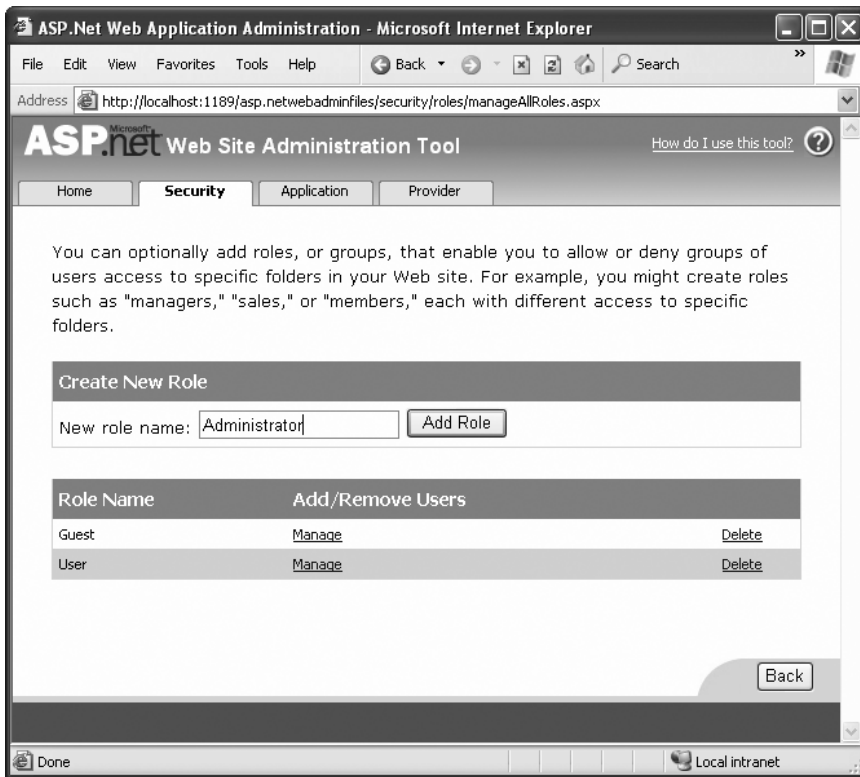 ASP.Net Web Application Administration - Microsoft Internet Explorer
File Edit View Favorites Tools Help Back Search »
Address http://localhost:1189/asp.netwebadminfiles/security/roles/manageAllRoles.aspx
Microsoft
ASP.net Web Site Administration Tool How do I use this tool? ?
Home Security Application Provider
You can optionally add roles, or groups, that enable you to allow or deny groups of
users access to specific folders in your Web site. For example, you might create roles
such as "managers," "sales," or "members," each with different access to specific
folders.
Create New Role
New role name: Administrator Add Role
Role Name Add/Remove Users
Guest Manage Delete
User Manage Delete
Back
Done Local intranet